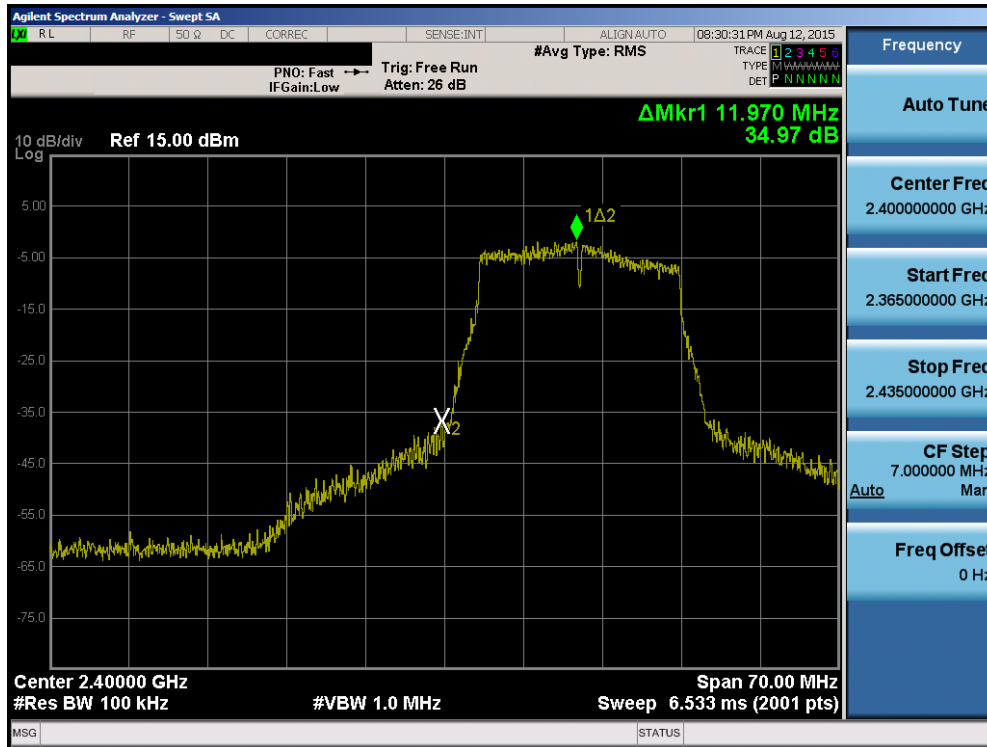 Agilent Spectrum Analyzer - Swept SA
LXI RL RF 50 Ω DC CORREC SENSE:INT ALIGN AUTO 08:30:31 PM Aug 12, 2015
#Avg Type: RMS TRACE 1 2 3 4 5 6
PNO: Fast Trig: Free Run TYPE MWWWWW
IFGain:Low Atten: 26 dB DET P N N N N N
ΔMkr1 11.970 MHz
34.97 dB
10 dB/div Ref 15.00 dBm
Log
5.00
1Δ2
-5.00
-15.0
-25.0
-35.0
X2
-45.0
-55.0
-65.0
-75.0
Center 2.40000 GHz Span 70.00 MHz
#Res BW 100 kHz #VBW 1.0 MHz Sweep 6.533 ms (2001 pts)
MSG STATUS
Frequency
Auto Tune
Center Freq
2.400000000 GHz
Start Freq
2.365000000 GHz
Stop Freq
2.435000000 GHz
CF Step
7.000000 MHz
Auto Man
Freq Offset
0 Hz